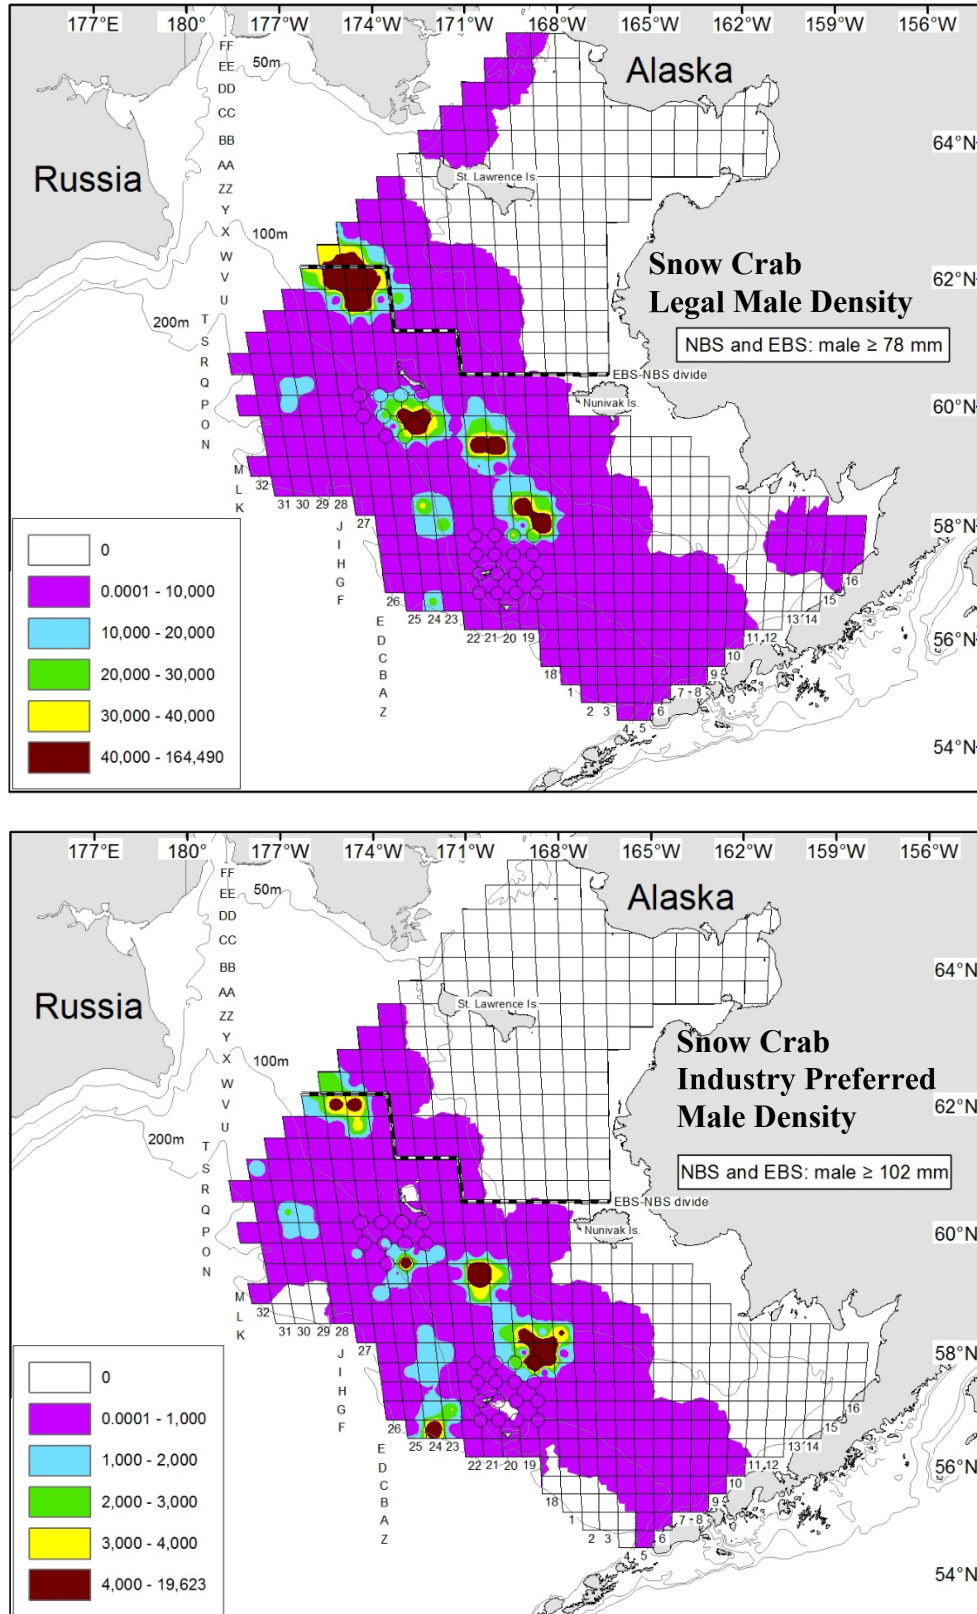 177°E 180° 177°W 174°W 171°W 168°W 165°W 162°W 159°W 156°W
FF
EE 50m
DD
CC
BB
AA
ZZ
Y
X 100m
W
V
U
T 200m
S
R
Q
P
O
N
M
L
K
32
31 30 29 28
27
J
I
H
G
F
26
25 24 23
E
D
C
B
A
Z
22 21 20 19
18
1
2 3
4 5
6
7 8
9
10
11 12
13 14
15
16
Alaska
Russia
64°N
62°N
60°N
58°N
56°N
54°N
St. Lawrence Is.
Snow Crab
Legal Male Density
NBS and EBS: male ≥ 78 mm
EBS-NBS divide
Nunivak Is.
0
0.0001 - 10,000
10,000 - 20,000
20,000 - 30,000
30,000 - 40,000
40,000 - 164,490
177°E 180° 177°W 174°W 171°W 168°W 165°W 162°W 159°W 156°W
FF
EE 50m
DD
CC
BB
AA
ZZ
Y
X 100m
W
V
U
T 200m
S
R
Q
P
O
N
M
L
K
32
31 30 29 28
27
J
I
H
G
F
26
25 24 23
E
D
C
B
A
Z
22 21 20 19
18
1
2 3
4 5
6
7 8
9
10
11 12
13 14
15
16
Alaska
Russia
64°N
62°N
60°N
58°N
56°N
54°N
St. Lawrence Is.
Snow Crab
Industry Preferred
Male Density
NBS and EBS: male ≥ 102 mm
EBS-NBS divide
Nunivak Is.
0
0.0001 - 1,000
1,000 - 2,000
2,000 - 3,000
3,000 - 4,000
4,000 - 19,623